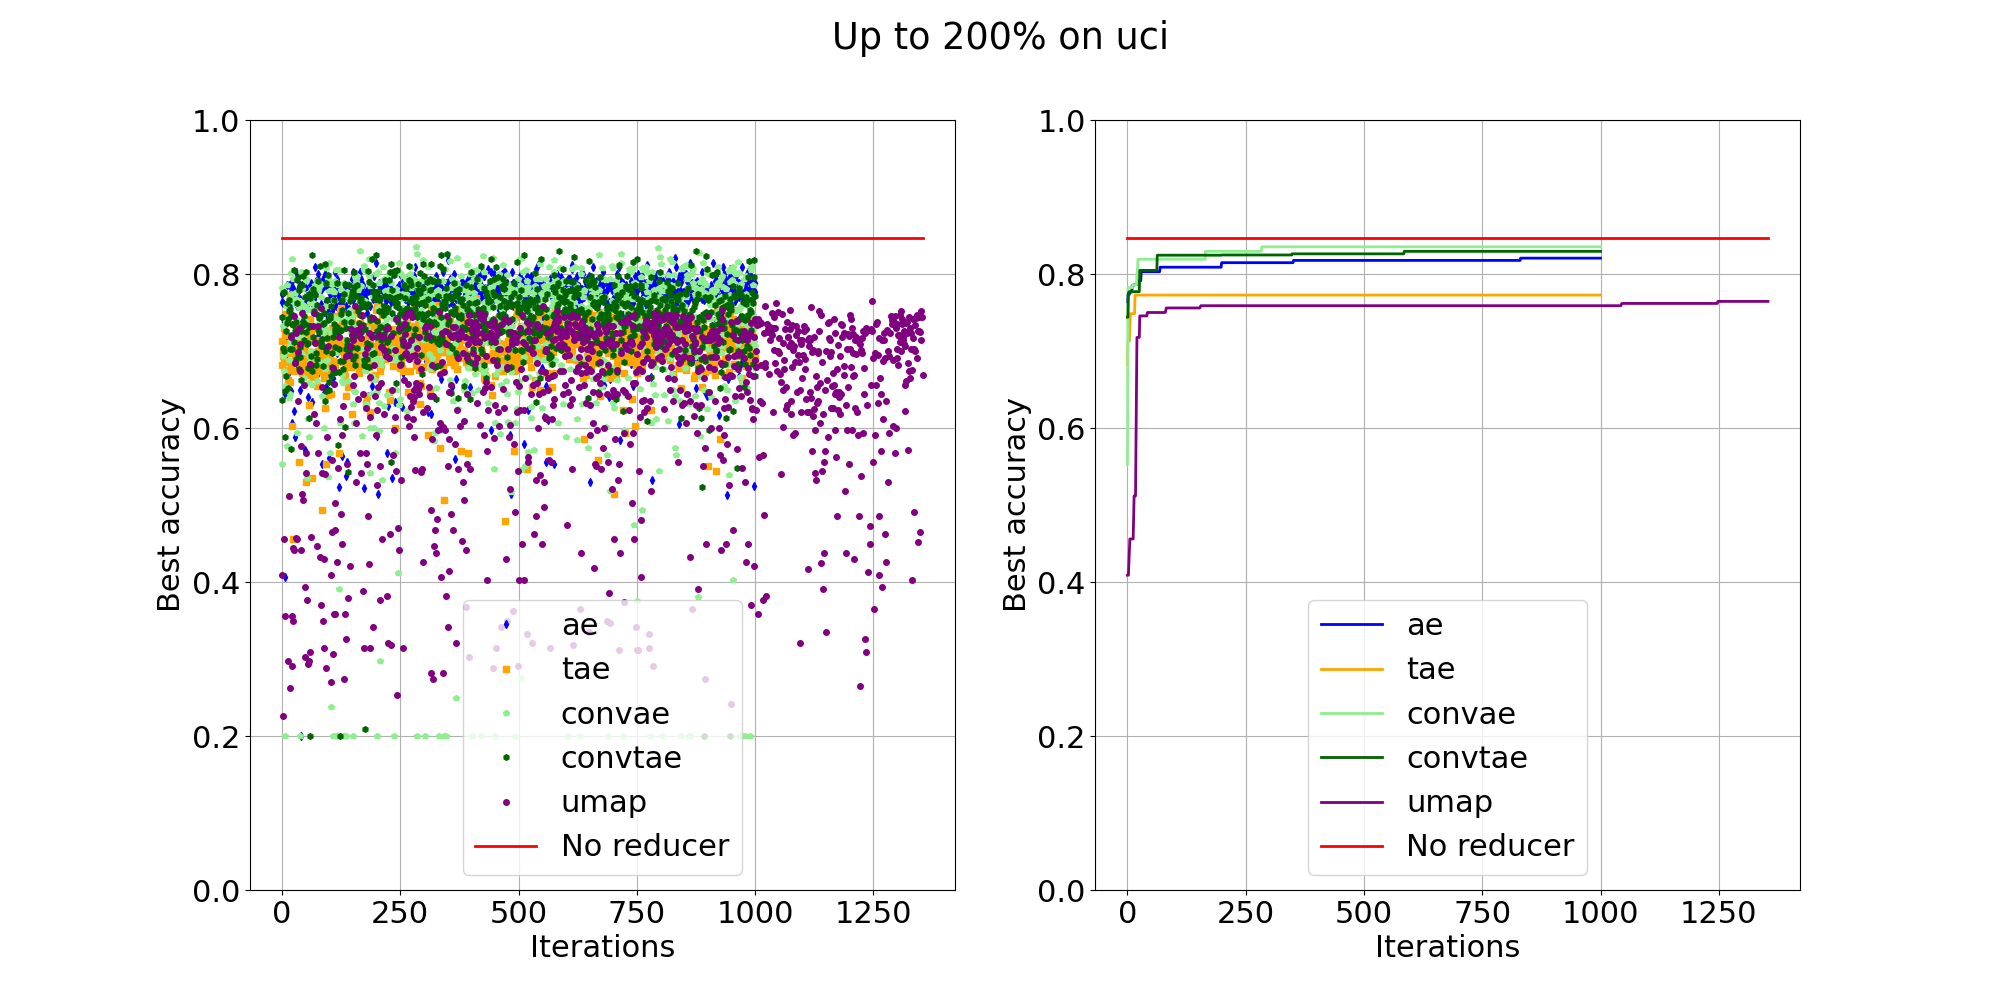 Up to 200% on uci
Best accuracy
1.0
0.8
0.6
0.4
0.2
0.0
ae
tae
convae
convtae
umap
No reducer
0 250 500 750 1000 1250
Iterations
Best accuracy
1.0
0.8
0.6
0.4
0.2
0.0
ae
tae
convae
convtae
umap
No reducer
0 250 500 750 1000 1250
Iterations